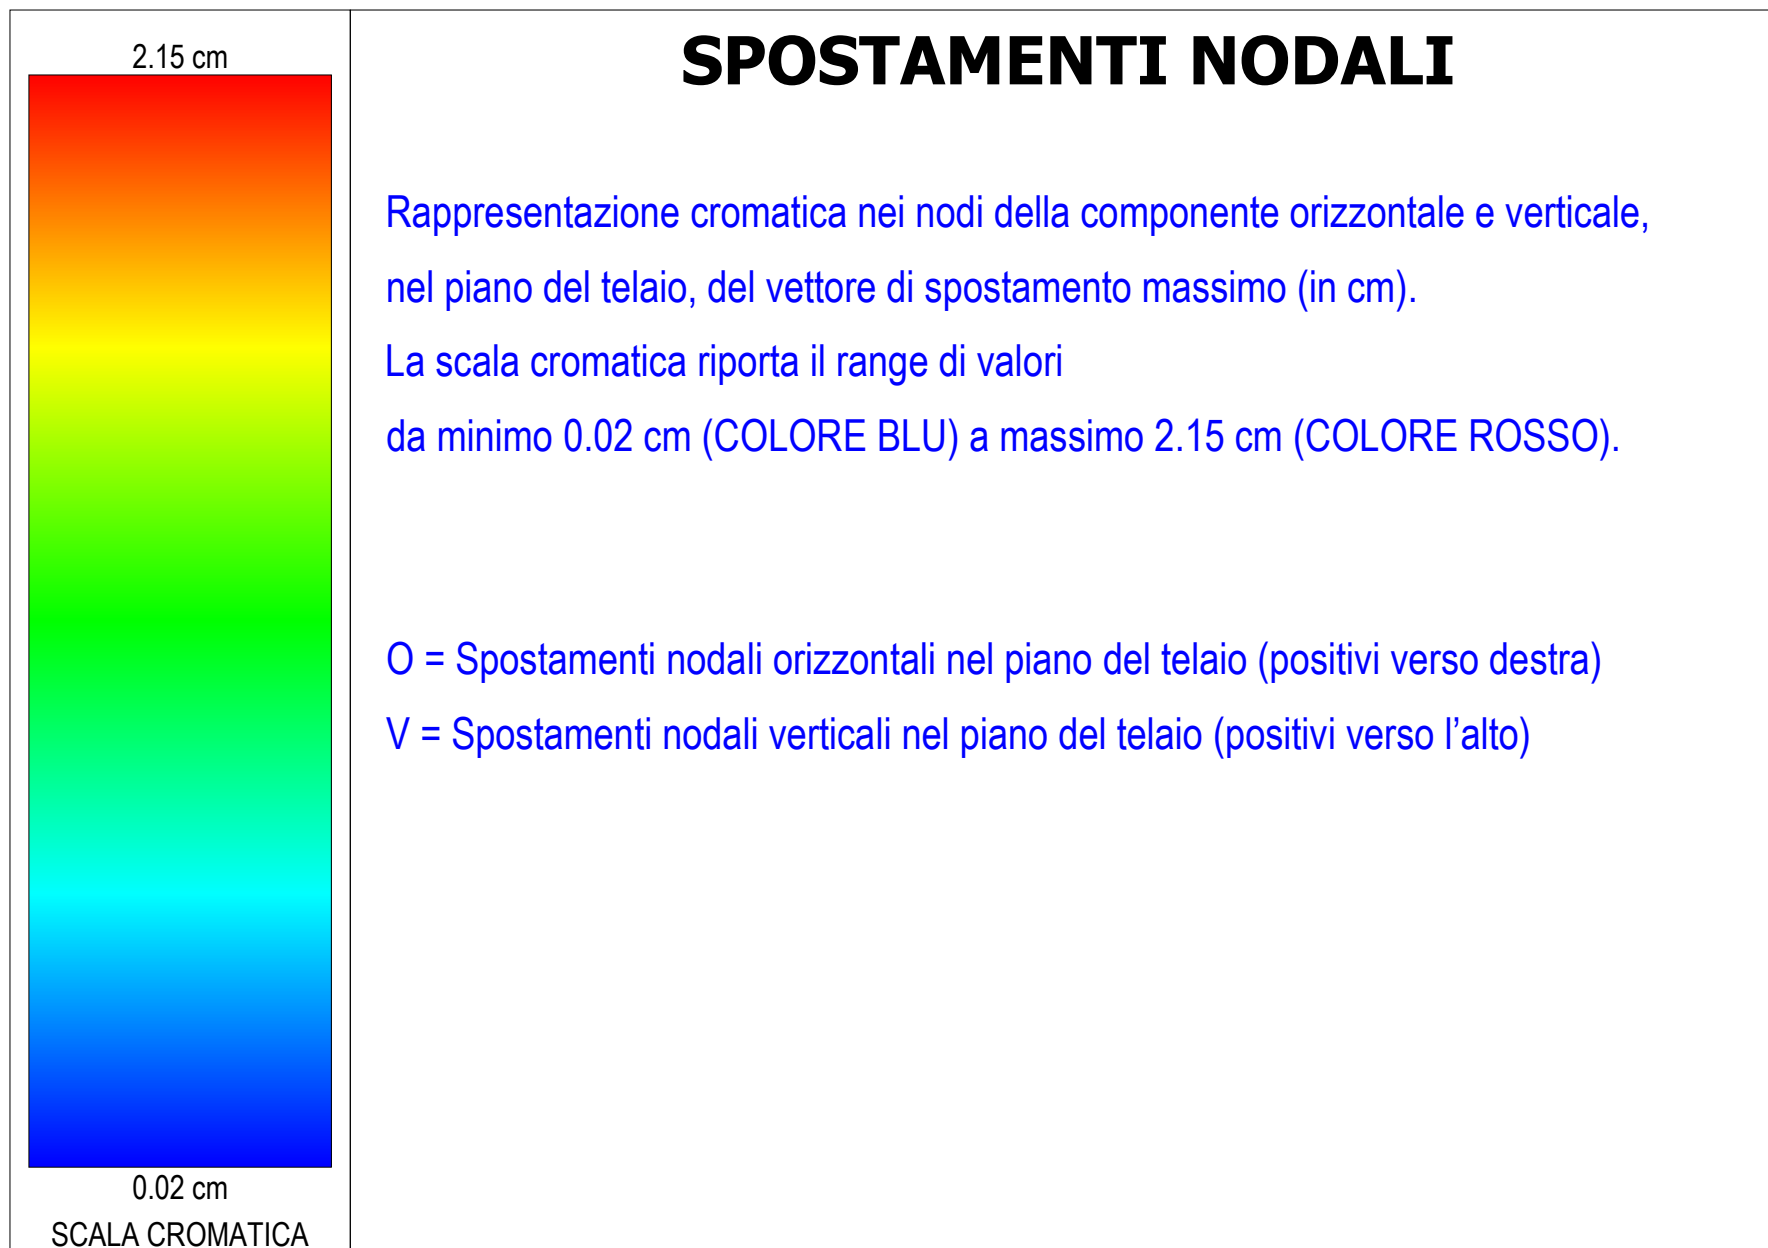 2.15 cm
0.02 cm
SCALA CROMATICA
SPOSTAMENTI NODALI
Rappresentazione cromatica nei nodi della componente orizzontale e verticale,
nel piano del telaio, del vettore di spostamento massimo (in cm).
La scala cromatica riporta il range di valori
da minimo 0.02 cm (COLORE BLU) a massimo 2.15 cm (COLORE ROSSO).
O = Spostamenti nodali orizzontali nel piano del telaio (positivi verso destra)
V = Spostamenti nodali verticali nel piano del telaio (positivi verso l’alto)